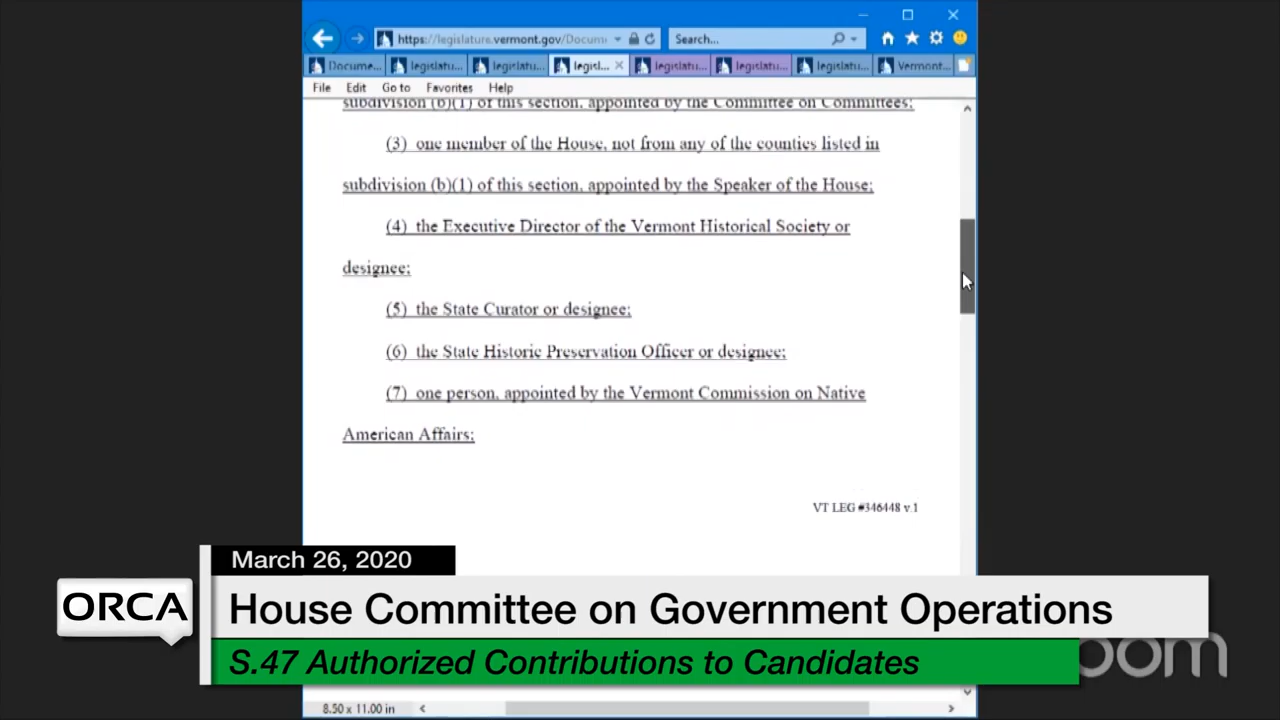 https://legislature.vermont.gov/Docum
Search...
Docume...
legislatu...
legislatu...
legisl...
legislatu...
legislatu...
legislatu...
Vermont...
File Edit Go to Favorites Help
subdivision (b)(1) of this section, appointed by the Committee on Committees;
(3) one member of the House, not from any of the counties listed in
subdivision (b)(1) of this section, appointed by the Speaker of the House;
(4) the Executive Director of the Vermont Historical Society or
designee;
(5) the State Curator or designee;
(6) the State Historic Preservation Officer or designee;
(7) one person, appointed by the Vermont Commission on Native
American Affairs;
VT LEG #346448 v.1
March 26, 2020
ORCA
House Committee on Government Operations
S.47 Authorized Contributions to Candidates
oom
8.50 x 11.00 in